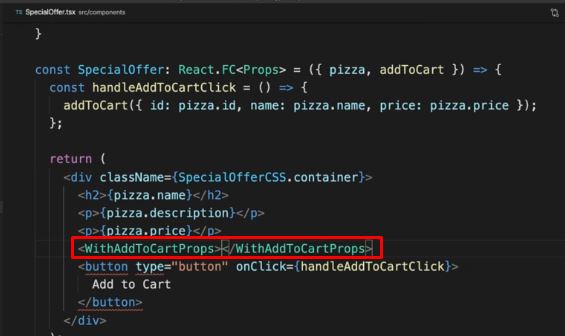 SpecialOffer.tsx src/components
}
const SpecialOffer: React.FC<Props> = ({ pizza, addToCart }) => {
const handleAddToCartClick = () => {
addToCart({ id: pizza.id, name: pizza.name, price: pizza.price });
};
return (
<div className={SpecialOfferCSS.container}>
<h2>{pizza.name}</h2>
<p>{pizza.description}</p>
<p>{pizza.price}</p>
<WithAddToCartProps></WithAddToCartProps>
<button type="button" onClick={handleAddToCartClick}>
Add to Cart
</button>
</div>